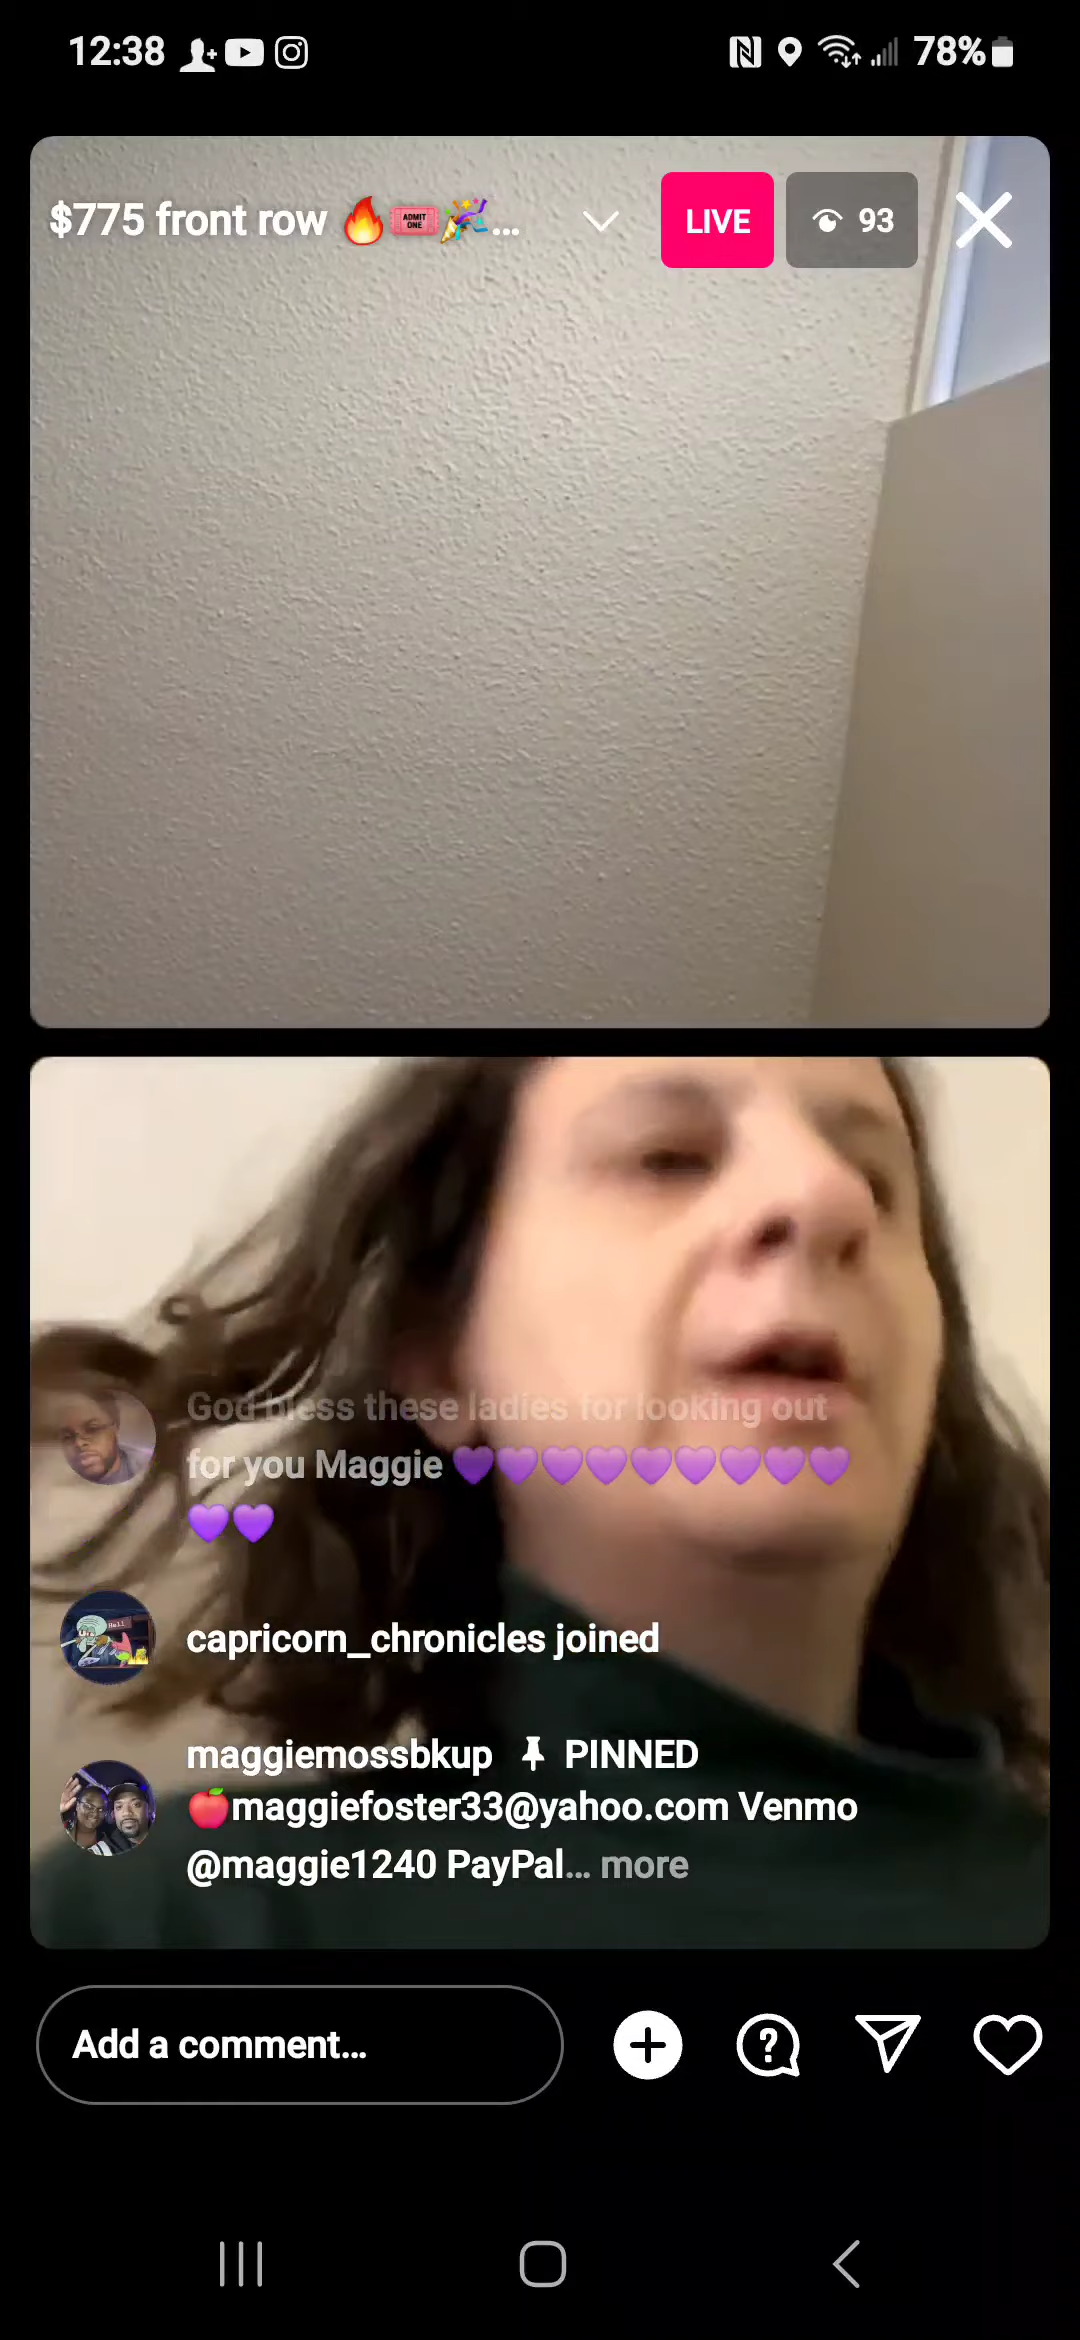 12:38 78%
$775 front row 🔥🎟️🎉... LIVE 93
God bless these ladies for looking out
for you Maggie 💜💜💜💜💜💜💜💜💜
💜💜
capricorn_chronicles joined
maggiemossbkup 📌 PINNED
🍎maggiefoster33@yahoo.com Venmo
@maggie1240 PayPal... more
Add a comment...